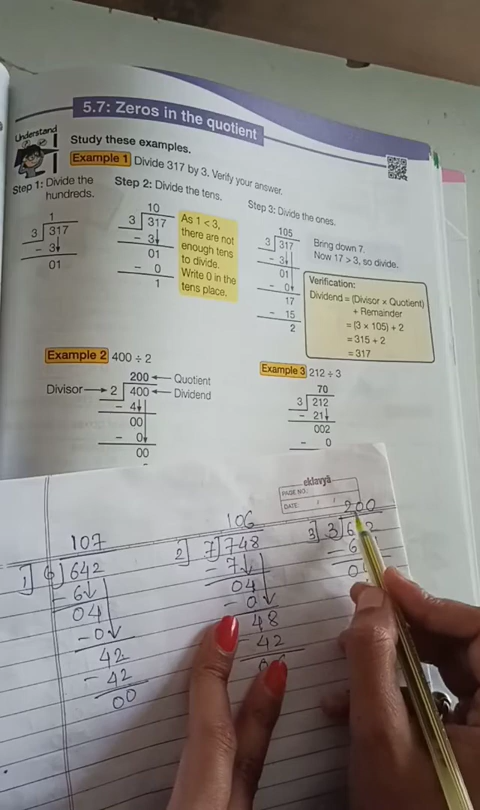 5.7: Zeros in the quotient
Understand
Study these examples.
Example 1 Divide 317 by 3. Verify your answer.
Step 1: Divide the hundreds.
1
3 317
- 3
01
Step 2: Divide the tens.
10
3 317
- 3
01
- 0
1
As 1 < 3,
there are not
enough tens
to divide.
Write 0 in the
tens place.
Step 3: Divide the ones.
105
3 317
- 3
01
- 0
17
- 15
2
Bring down 7.
Now 17 > 3, so divide.
Verification:
Dividend = (Divisor × Quotient)
+ Remainder
= (3 × 105) + 2
= 315 + 2
= 317
Example 2 400 ÷ 2
200 ← Quotient
Divisor → 2 400 ← Dividend
- 4
00
- 0
00
Example 3 212 ÷ 3
70
3 212
- 21
002
- 0
eklavya
PAGE NO.:
DATE: / /
1] 107
6 642
- 6
04
- 0
42
- 42
00
2] 106
7 748
- 7
04
- 0
48
- 42
3] 200
3